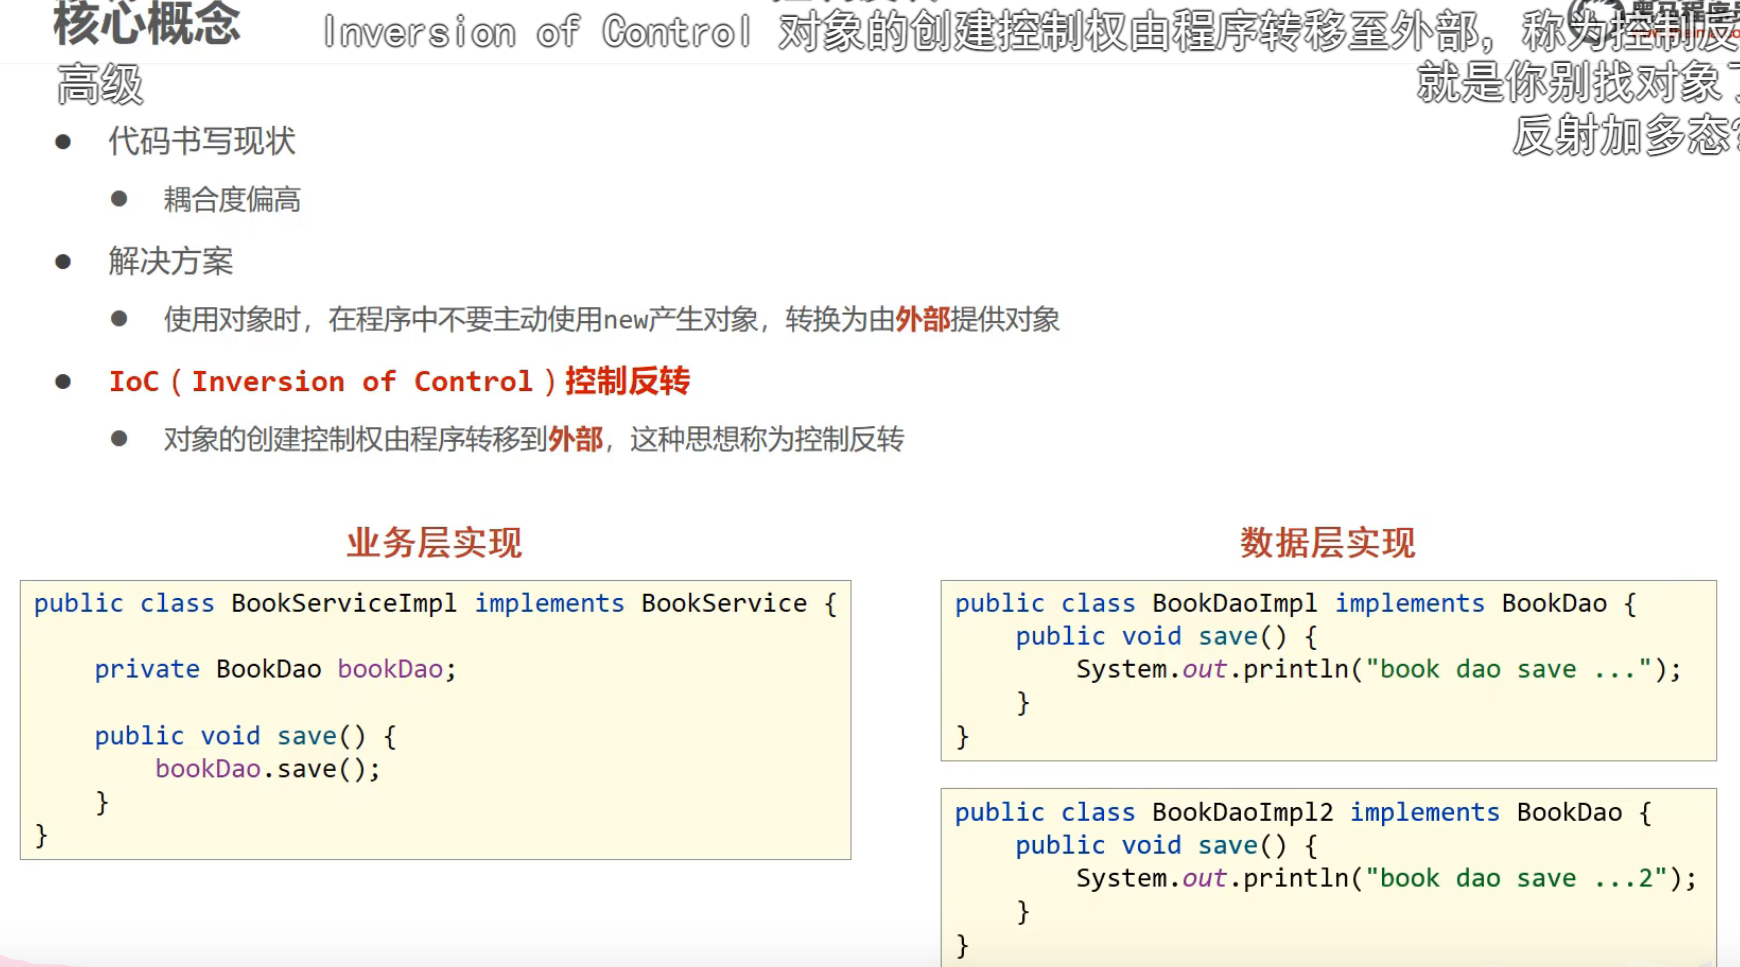 核心概念
Inversion of Control 对象的创建控制权由程序转移至外部，称为控制反
高级
就是你别找对象了
反射加多态?
代码书写现状
耦合度偏高
解决方案
使用对象时，在程序中不要主动使用new产生对象，转换为由外部提供对象
IoC（Inversion of Control）控制反转
对象的创建控制权由程序转移到外部，这种思想称为控制反转
业务层实现
public class BookServiceImpl implements BookService {
private BookDao bookDao;
public void save() {
bookDao.save();
}
}
数据层实现
public class BookDaoImpl implements BookDao {
public void save() {
System.out.println("book dao save ...");
}
}
public class BookDaoImpl2 implements BookDao {
public void save() {
System.out.println("book dao save ...2");
}
}